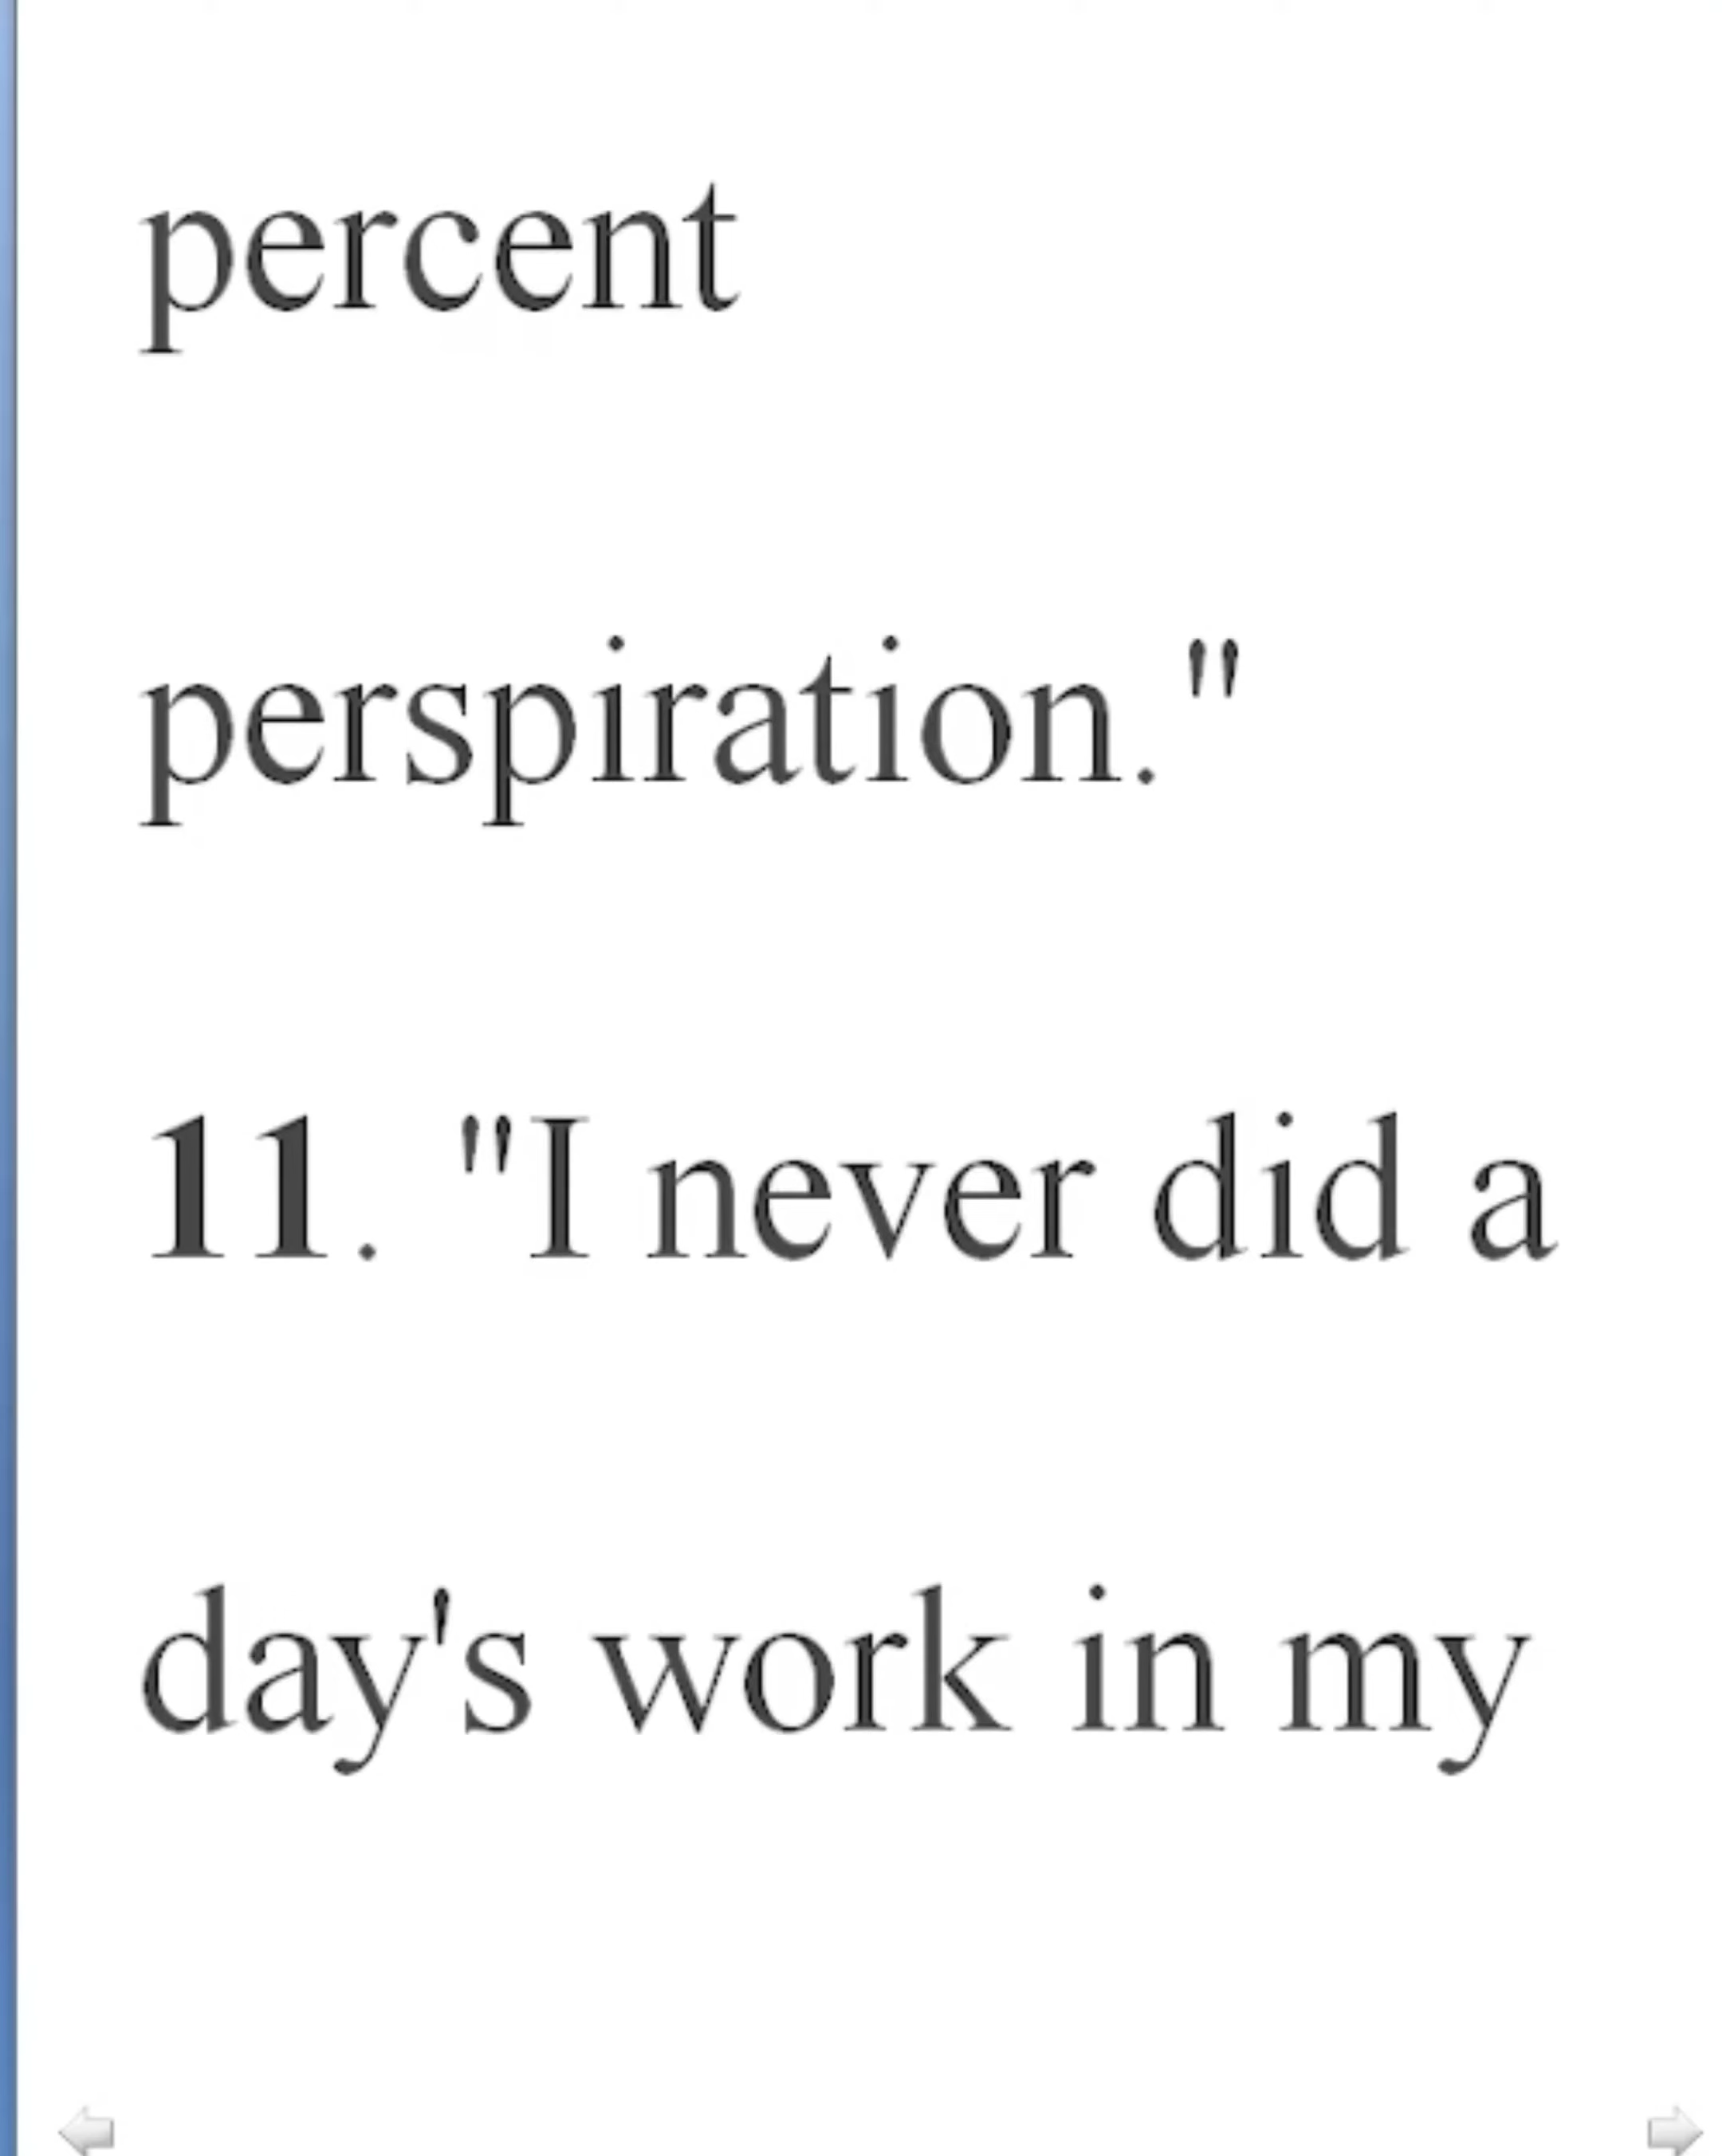 percent
perspiration."
11. "I never did a
day's work in my